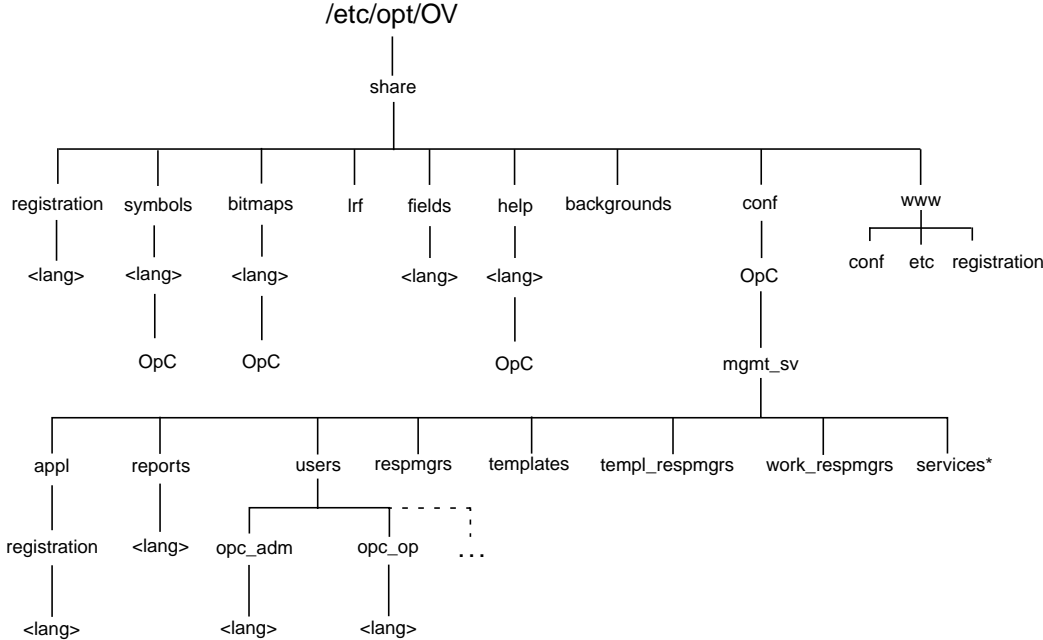 /etc/opt/OV
share
registration symbols bitmaps lrf fields help backgrounds conf www
<lang> <lang> <lang> <lang> <lang> OpC conf etc registration
OpC OpC OpC mgmt_sv
appl reports users respmgrs templates templ_respmgrs work_respmgrs services*
registration <lang> opc_adm opc_op ...
<lang> <lang> <lang>